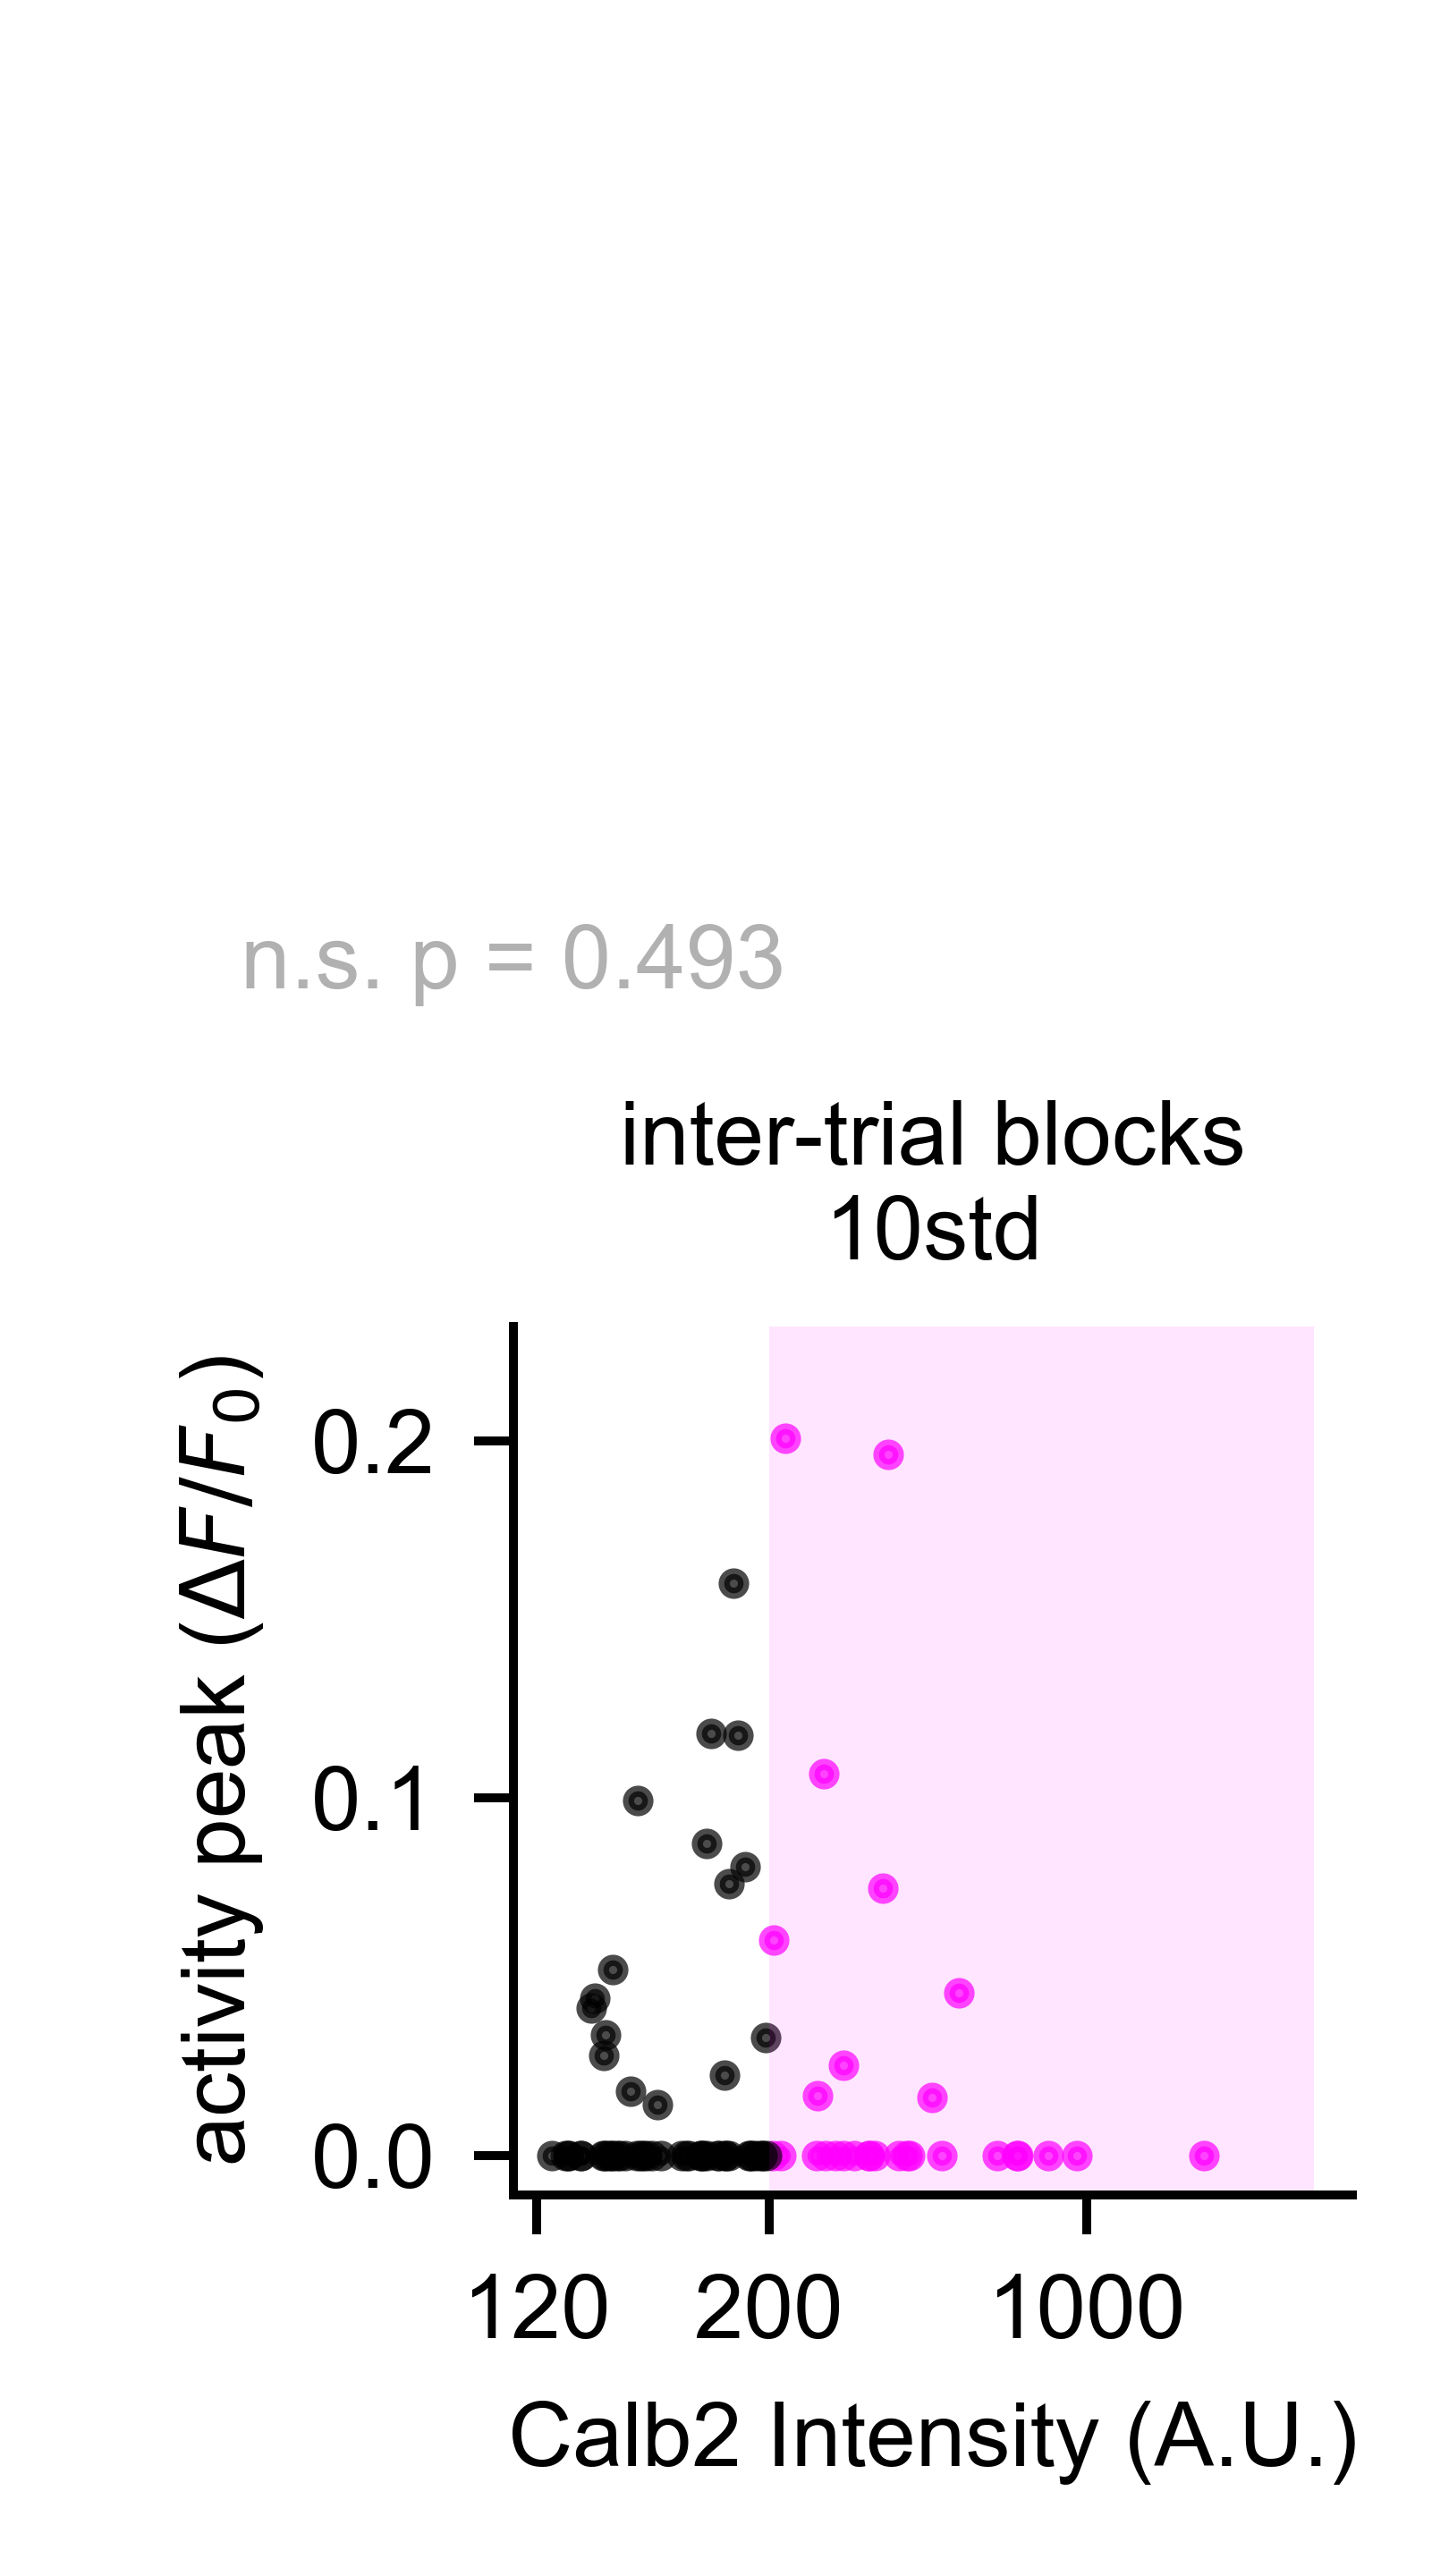 n.s. p = 0.493
inter-trial blocks
10std
activity peak (ΔF/F₀)
0.2
0.1
0.0
120 200 1000
Calb2 Intensity (A.U.)